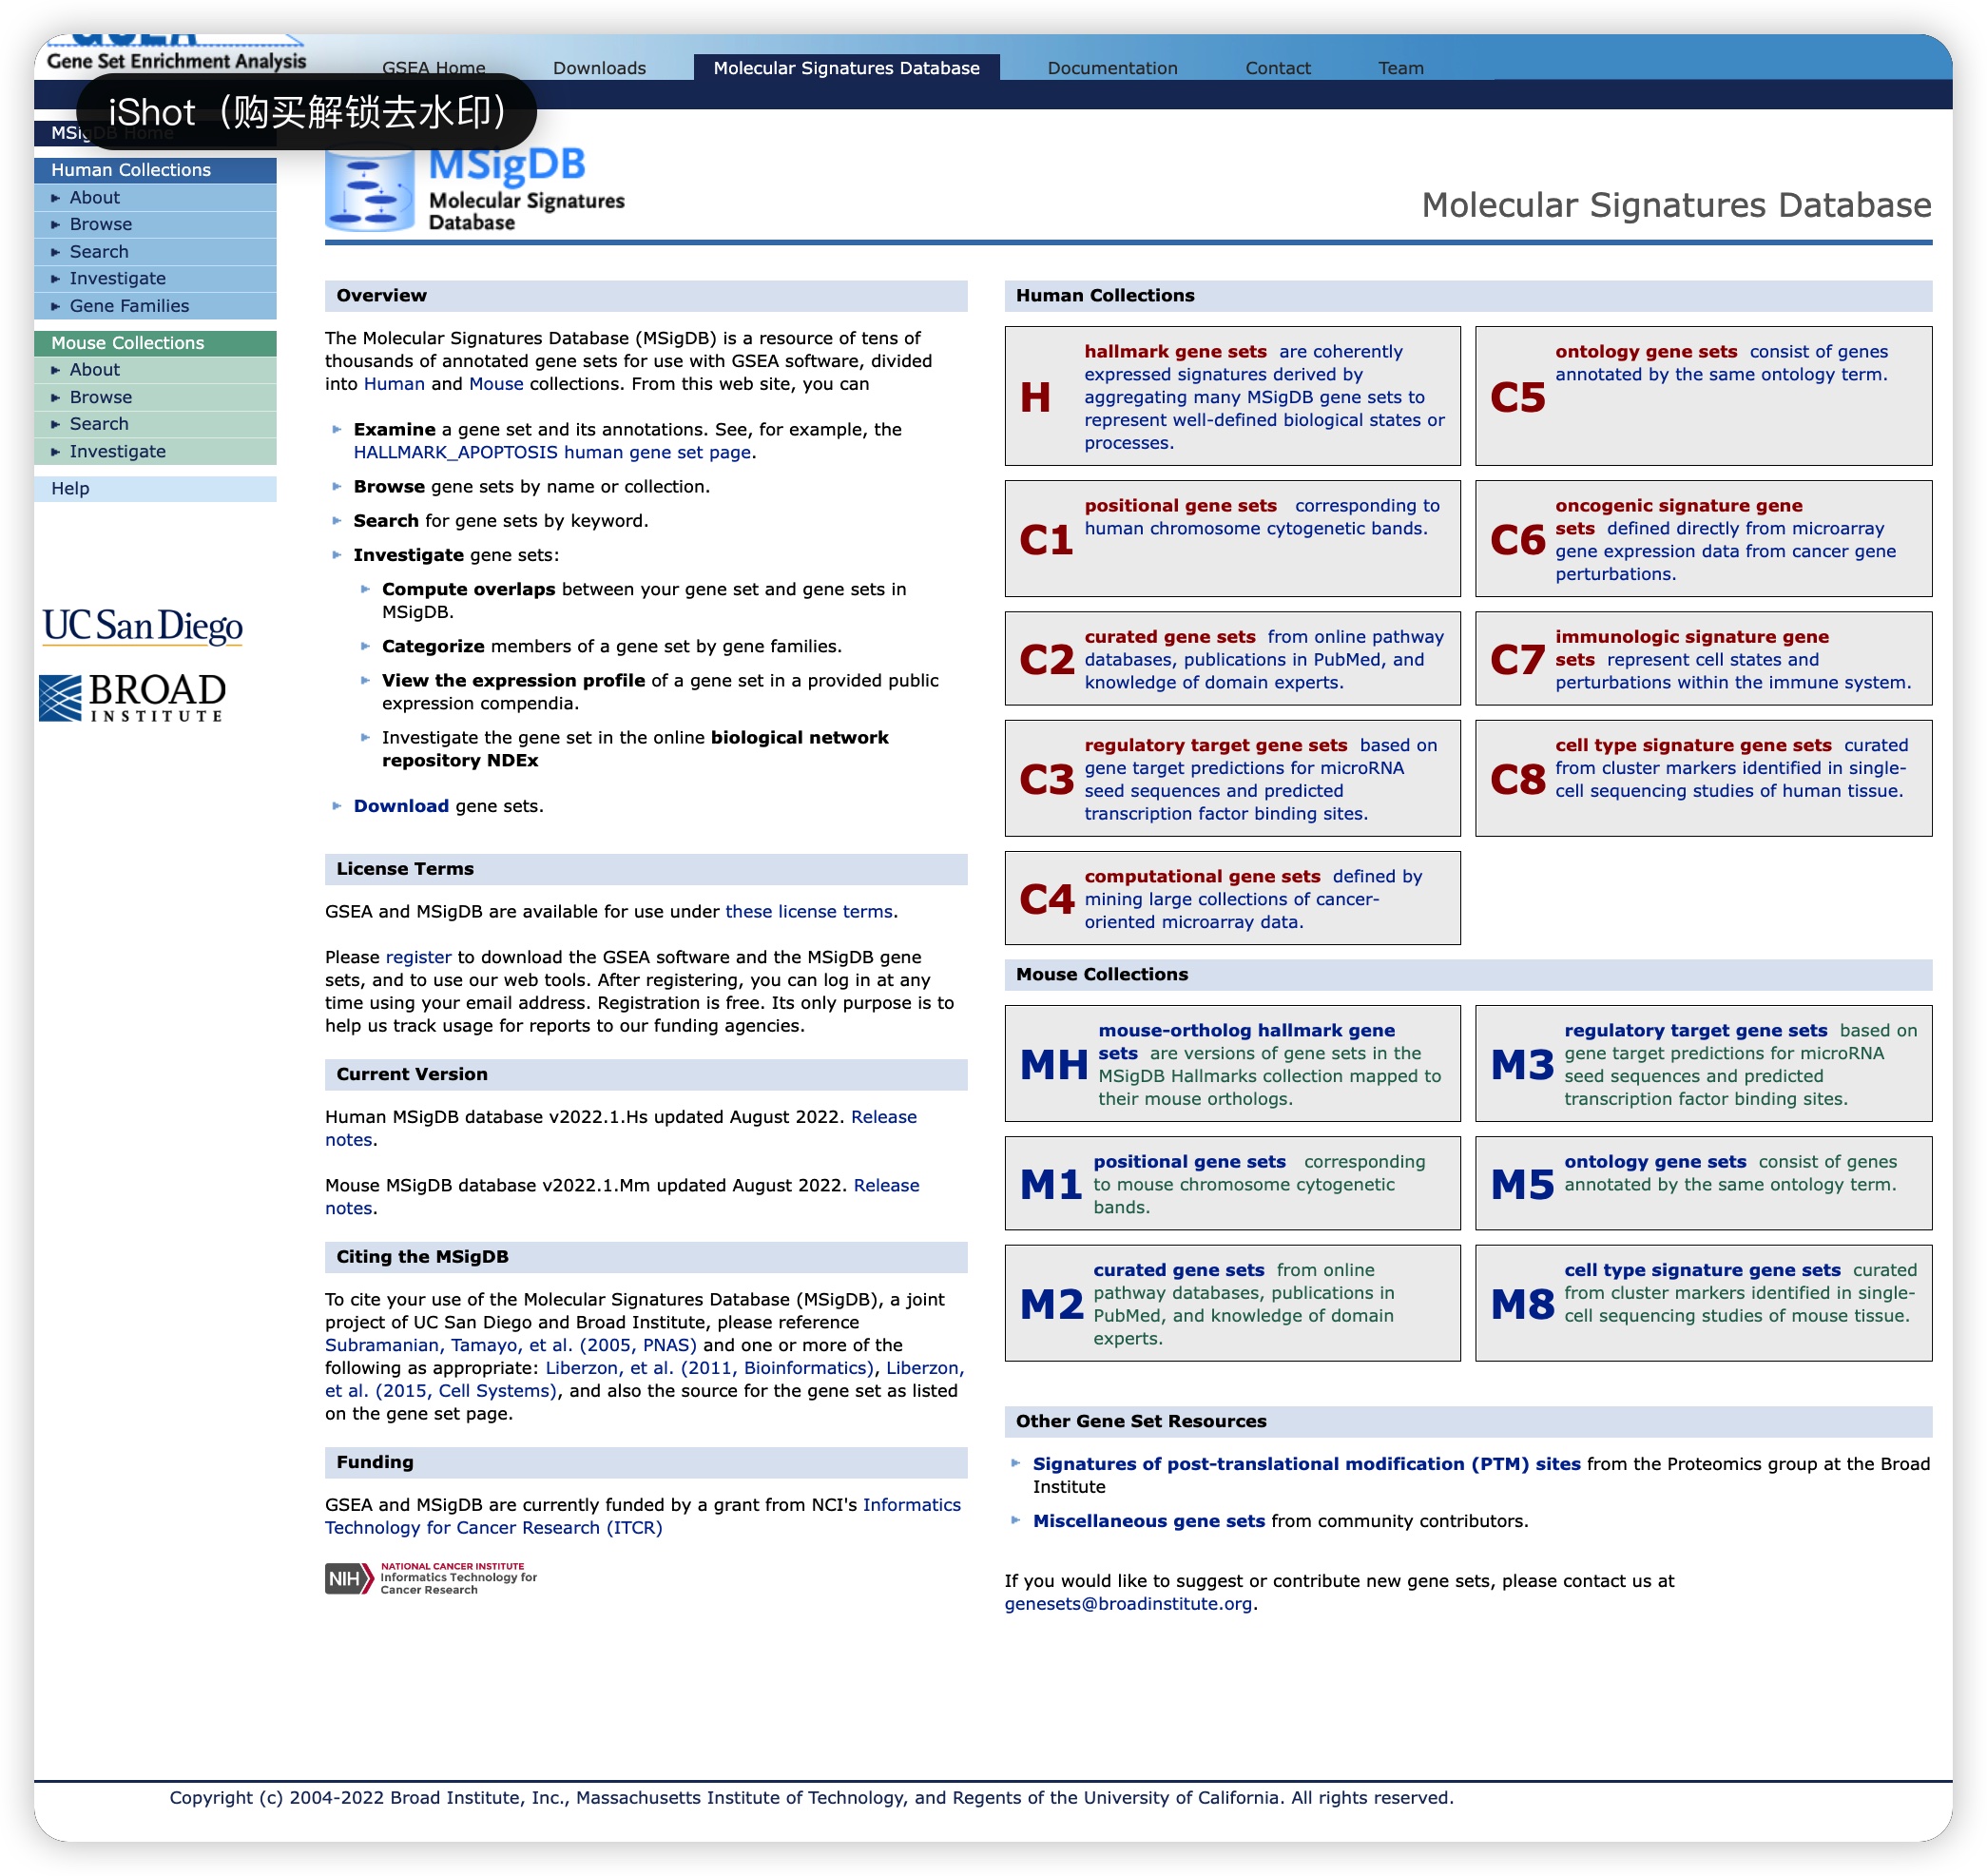 Gene Set Enrichment Analysis
GSEA Home
Downloads
Molecular Signatures Database
Documentation
Contact
Team
iShot（购买解锁去水印）
MSigDB Home
Human Collections
About
Browse
Search
Investigate
Gene Families
Mouse Collections
About
Browse
Search
Investigate
Help
UC San Diego
BROAD
INSTITUTE
MSigDB
Molecular Signatures
Database
Molecular Signatures Database
Overview
The Molecular Signatures Database (MSigDB) is a resource of tens of
thousands of annotated gene sets for use with GSEA software, divided
into Human and Mouse collections. From this web site, you can
Examine a gene set and its annotations. See, for example, the
HALLMARK_APOPTOSIS human gene set page.
Browse gene sets by name or collection.
Search for gene sets by keyword.
Investigate gene sets:
Compute overlaps between your gene set and gene sets in
MSigDB.
Categorize members of a gene set by gene families.
View the expression profile of a gene set in a provided public
expression compendia.
Investigate the gene set in the online biological network
repository NDEx
Download gene sets.
License Terms
GSEA and MSigDB are available for use under these license terms.
Please register to download the GSEA software and the MSigDB gene
sets, and to use our web tools. After registering, you can log in at any
time using your email address. Registration is free. Its only purpose is to
help us track usage for reports to our funding agencies.
Current Version
Human MSigDB database v2022.1.Hs updated August 2022. Release
notes.
Mouse MSigDB database v2022.1.Mm updated August 2022. Release
notes.
Citing the MSigDB
To cite your use of the Molecular Signatures Database (MSigDB), a joint
project of UC San Diego and Broad Institute, please reference
Subramanian, Tamayo, et al. (2005, PNAS) and one or more of the
following as appropriate: Liberzon, et al. (2011, Bioinformatics), Liberzon,
et al. (2015, Cell Systems), and also the source for the gene set as listed
on the gene set page.
Funding
GSEA and MSigDB are currently funded by a grant from NCI's Informatics
Technology for Cancer Research (ITCR)
NIH
NATIONAL CANCER INSTITUTE
Informatics Technology for
Cancer Research
Human Collections
H
hallmark gene sets are coherently
expressed signatures derived by
aggregating many MSigDB gene sets to
represent well-defined biological states or
processes.
C5
ontology gene sets consist of genes
annotated by the same ontology term.
C1
positional gene sets corresponding to
human chromosome cytogenetic bands.
C6
oncogenic signature gene
sets defined directly from microarray
gene expression data from cancer gene
perturbations.
C2
curated gene sets from online pathway
databases, publications in PubMed, and
knowledge of domain experts.
C7
immunologic signature gene
sets represent cell states and
perturbations within the immune system.
C3
regulatory target gene sets based on
gene target predictions for microRNA
seed sequences and predicted
transcription factor binding sites.
C8
cell type signature gene sets curated
from cluster markers identified in single-
cell sequencing studies of human tissue.
C4
computational gene sets defined by
mining large collections of cancer-
oriented microarray data.
Mouse Collections
MH
mouse-ortholog hallmark gene
sets are versions of gene sets in the
MSigDB Hallmarks collection mapped to
their mouse orthologs.
M3
regulatory target gene sets based on
gene target predictions for microRNA
seed sequences and predicted
transcription factor binding sites.
M1
positional gene sets corresponding
to mouse chromosome cytogenetic
bands.
M5
ontology gene sets consist of genes
annotated by the same ontology term.
M2
curated gene sets from online
pathway databases, publications in
PubMed, and knowledge of domain
experts.
M8
cell type signature gene sets curated
from cluster markers identified in single-
cell sequencing studies of mouse tissue.
Other Gene Set Resources
Signatures of post-translational modification (PTM) sites from the Proteomics group at the Broad
Institute
Miscellaneous gene sets from community contributors.
If you would like to suggest or contribute new gene sets, please contact us at
genesets@broadinstitute.org.
Copyright (c) 2004-2022 Broad Institute, Inc., Massachusetts Institute of Technology, and Regents of the University of California. All rights reserved.